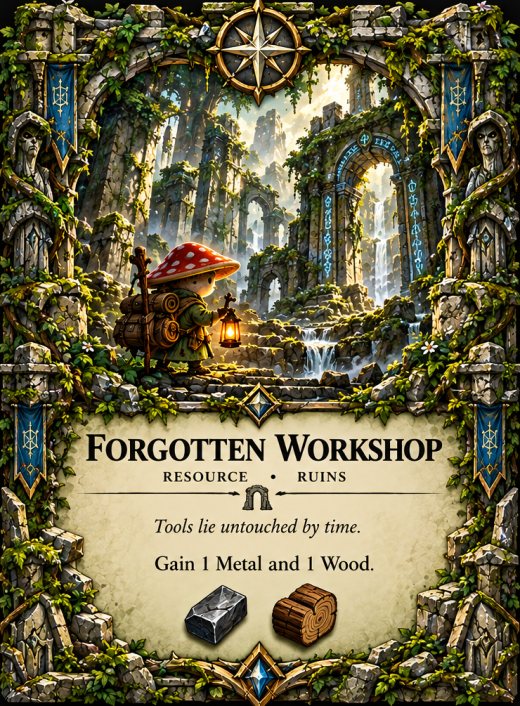 FORGOTTEN WORKSHOP
RESOURCE • RUINS
Tools lie untouched by time.
Gain 1 Metal and 1 Wood.